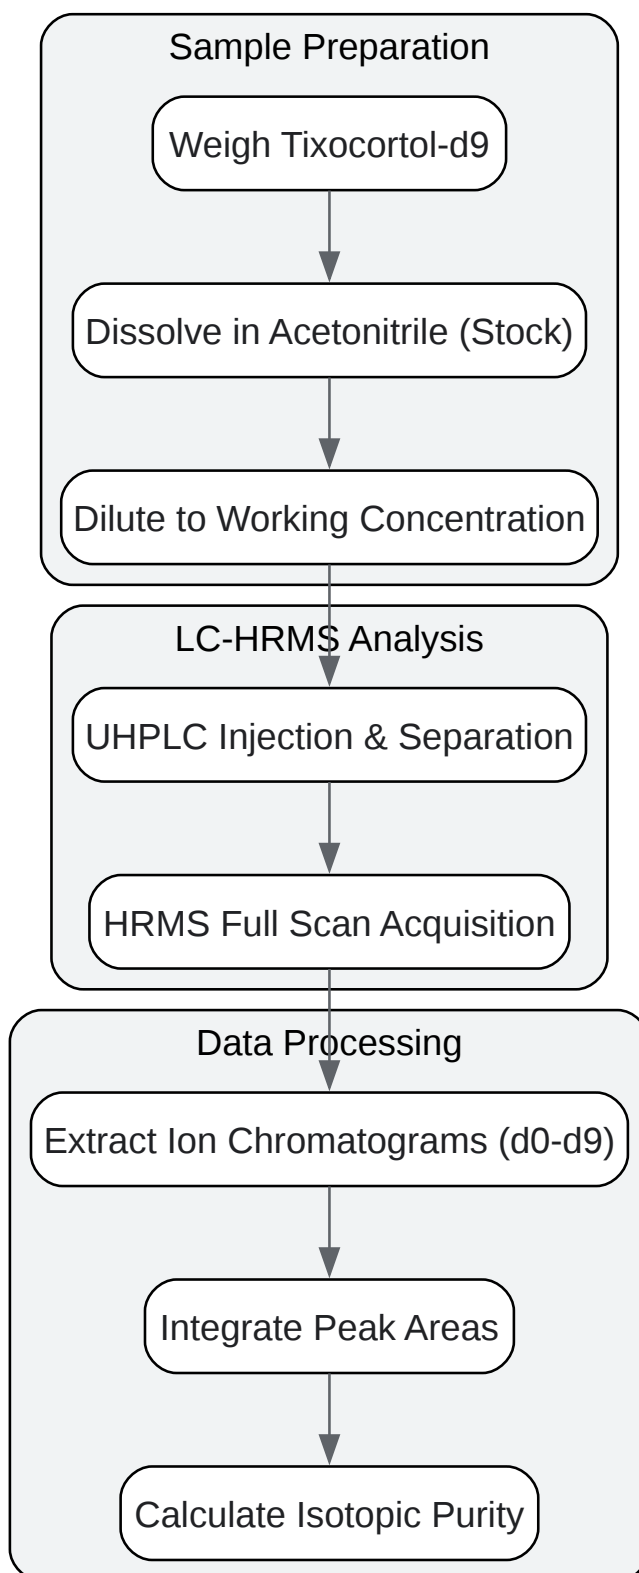 Sample Preparation
Weigh Tixocortol-d9
Dissolve in Acetonitrile (Stock)
Dilute to Working Concentration
LC-HRMS Analysis
UHPLC Injection & Separation
HRMS Full Scan Acquisition
Data Processing
Extract Ion Chromatograms (d0-d9)
Integrate Peak Areas
Calculate Isotopic Purity